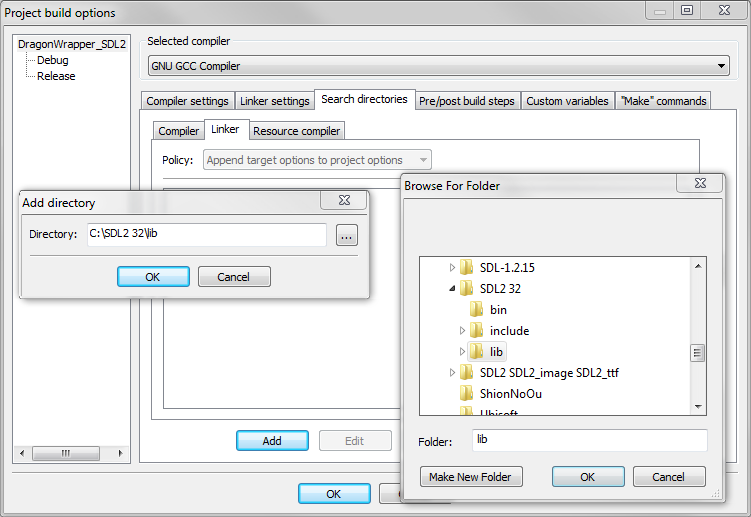 Project build options
DragonWrapper_SDL2
Debug
Release
Selected compiler
GNU GCC Compiler
Compiler settings Linker settings Search directories Pre/post build steps Custom variables "Make" commands
Compiler Linker Resource compiler
Policy: Append target options to project options
Add directory
Directory: C:\SDL2 32\lib ...
OK Cancel
Browse For Folder
SDL-1.2.15
SDL2 32
bin
include
lib
SDL2 SDL2_image SDL2_ttf
ShionNoOu
Ubisoft
Folder: lib
Make New Folder OK Cancel
Add Edit
OK